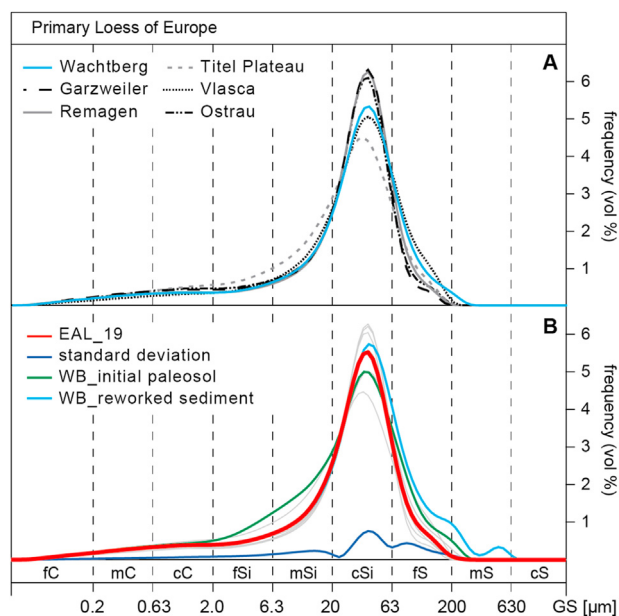 Primary Loess of Europe
A
Wachtberg
Titel Plateau
Garzweiler
Vlasca
Remagen
Ostrau
6
5
4
3
2
1
frequency (vol %)
B
EAL_19
standard deviation
WB_initial paleosol
WB_reworked sediment
6
5
4
3
2
1
frequency (vol %)
fC mC cC fSi mSi cSi fS mS cS
0.2 0.63 2.0 6.3 20 63 200 630 GS [µm]